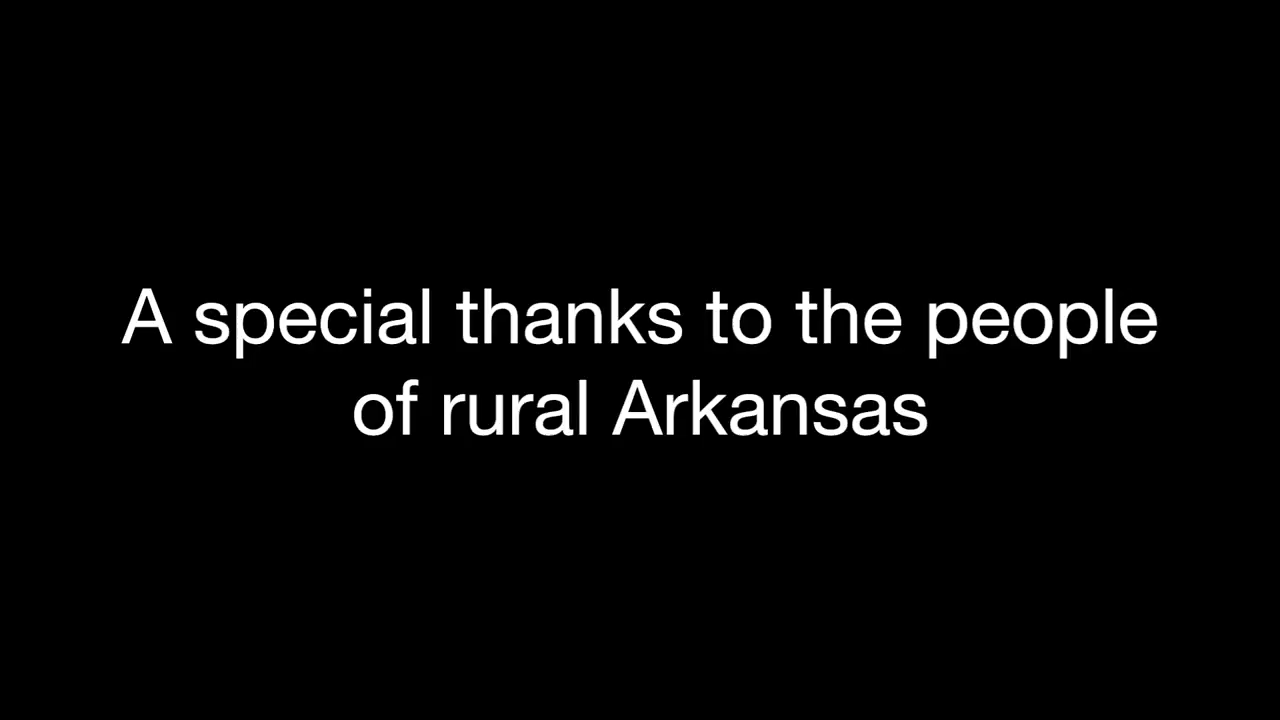 A special thanks to the people
of rural Arkansas